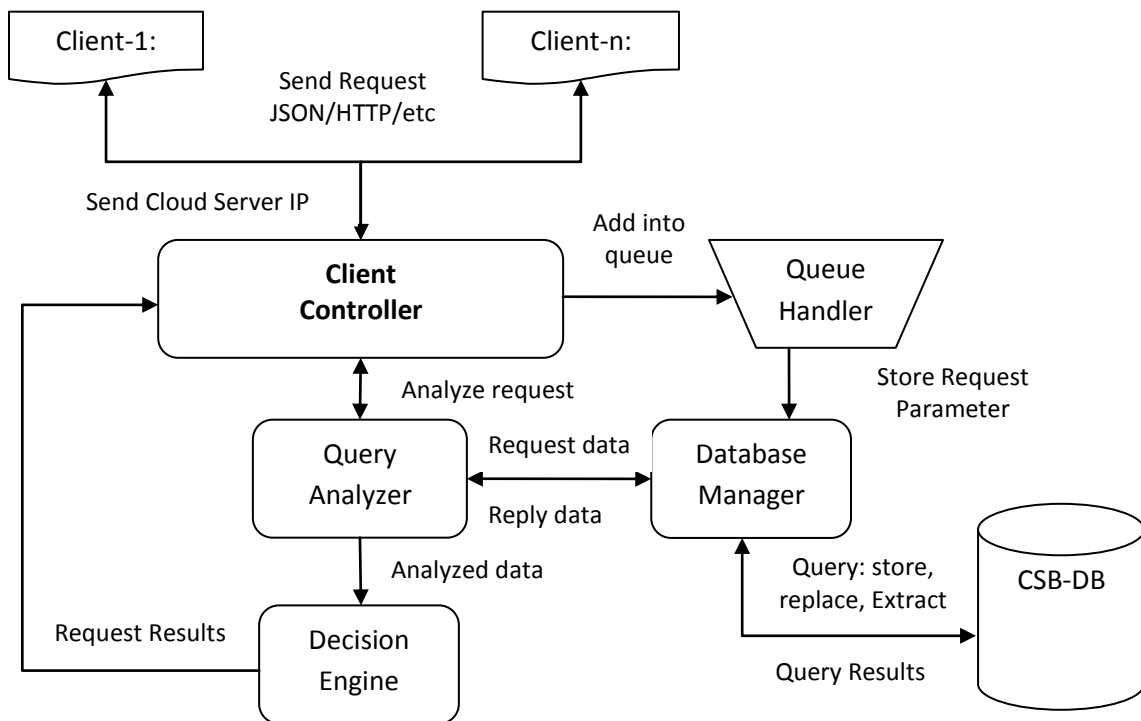 Client-1:
Client-n:
Send Request
JSON/HTTP/etc
Send Cloud Server IP
Add into
queue
Client
Controller
Queue
Handler
Analyze request
Store Request
Parameter
Query
Analyzer
Request data
Reply data
Database
Manager
Analyzed data
Query: store,
replace, Extract
CSB-DB
Request Results
Decision
Engine
Query Results